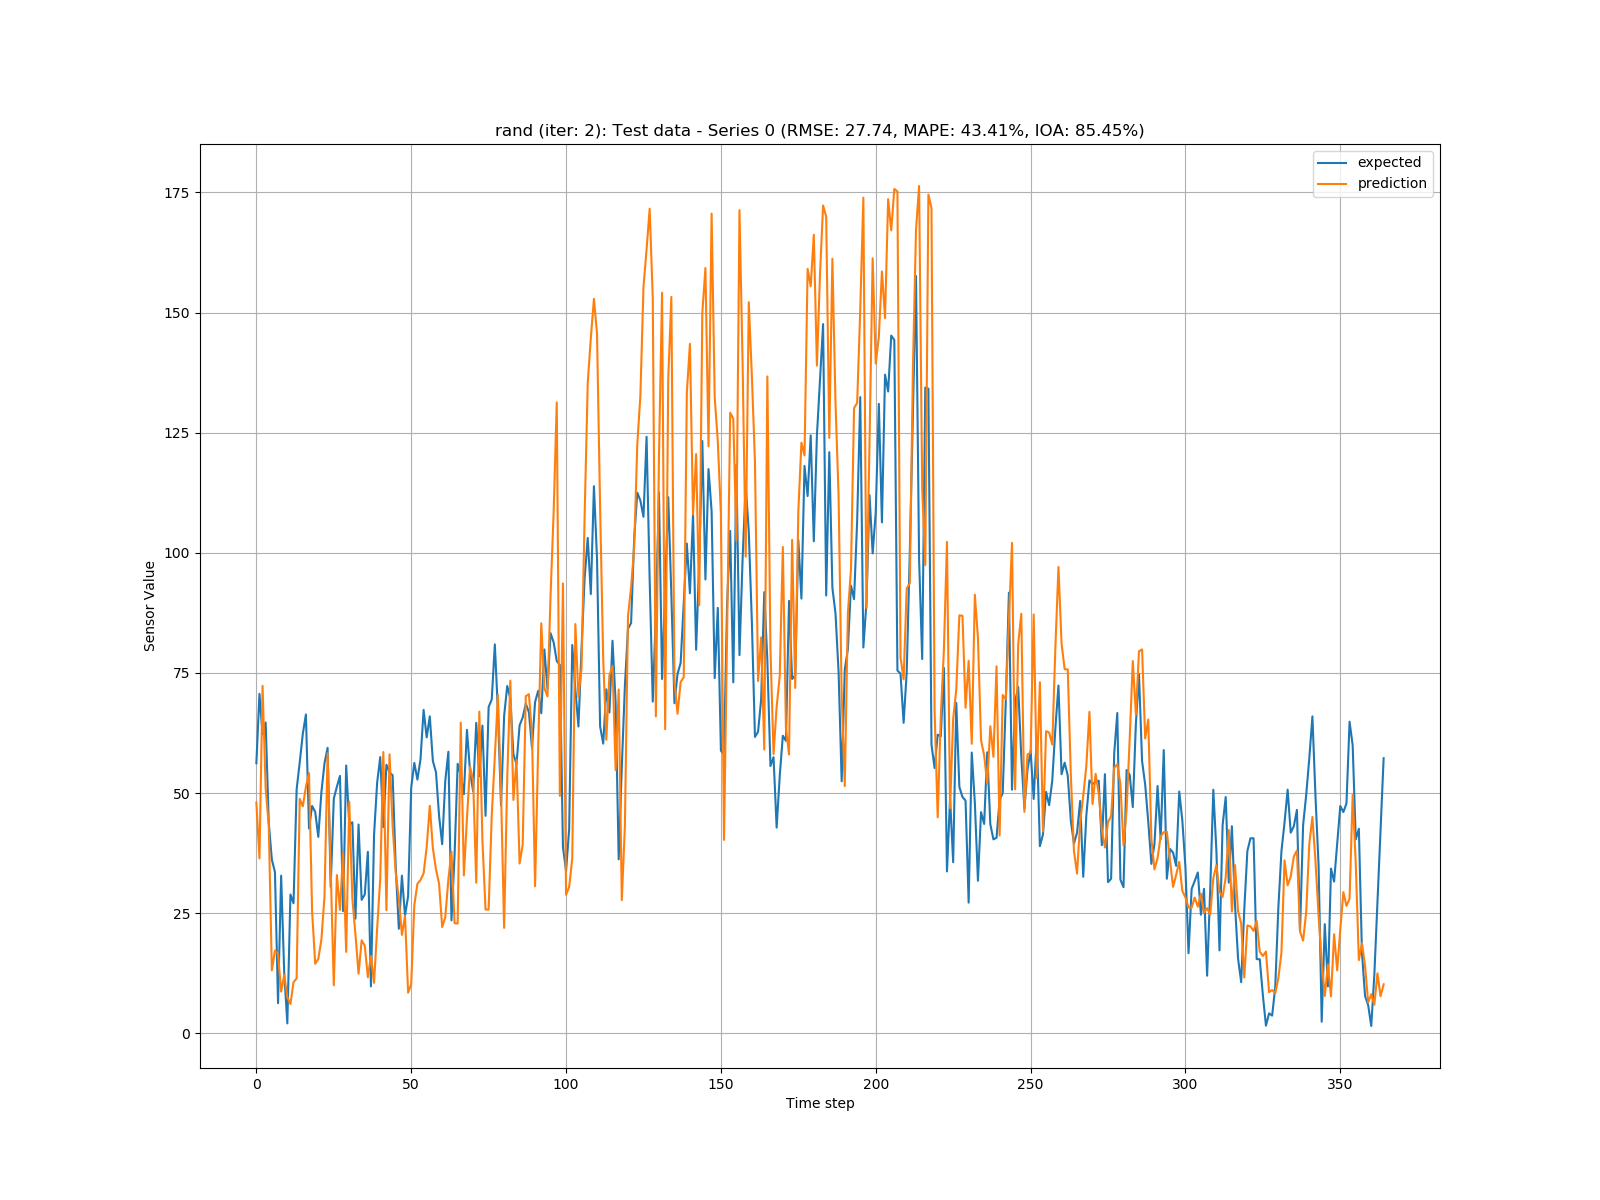 rand (iter: 2): Test data - Series 0 (RMSE: 27.74, MAPE: 43.41%, IOA: 85.45%)
expected
prediction
175
150
125
100
75
50
25
0
Sensor Value
0 50 100 150 200 250 300 350
Time step